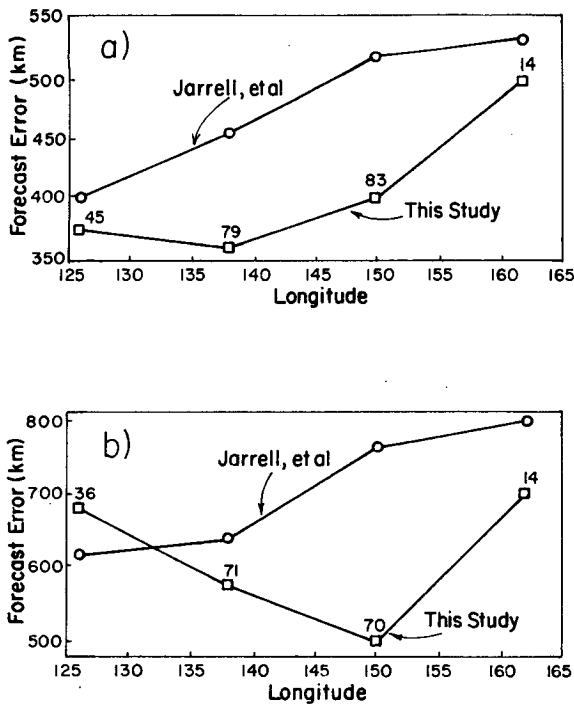 a)
Forecast Error (km)
550
500
450
400
350
Jarrell, et al
This Study
45
79
83
14
125 130 135 140 145 150 155 160 165
Longitude
b)
Forecast Error (km)
800
700
600
500
Jarrell, et al
This Study
36
71
70
14
125 130 135 140 145 150 155 160 165
Longitude